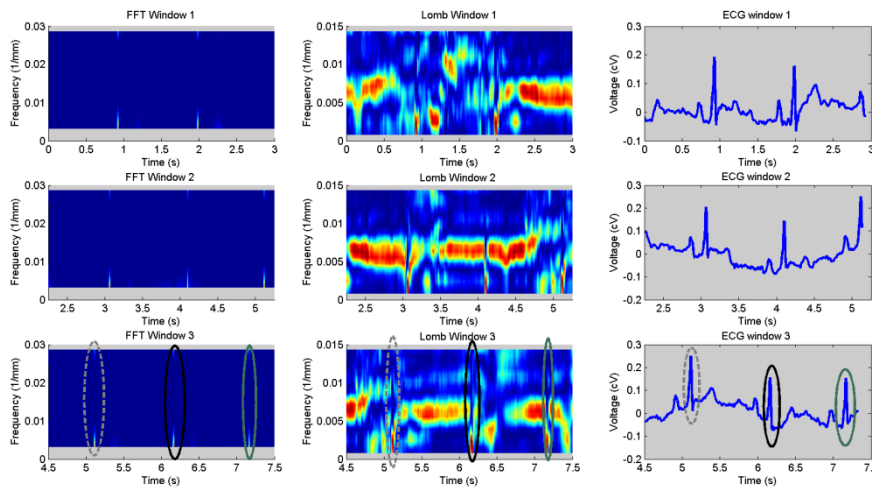 FFT Window 1
0.03
0.02
0.01
0
Frequency (1/mm)
0 0.5 1 1.5 2 2.5 3
Time (s)
Lomb Window 1
0.015
0.01
0.005
0
Frequency (1/mm)
0 0.5 1 1.5 2 2.5 3
Time (s)
ECG window 1
0.3
0.2
0.1
0
-0.1
Voltage (cV)
0 0.5 1 1.5 2 2.5 3
Time (s)
FFT Window 2
0.03
0.02
0.01
0
Frequency (1/mm)
2.5 3 3.5 4 4.5 5
Time (s)
Lomb Window 2
0.015
0.01
0.005
0
Frequency (1/mm)
2.5 3 3.5 4 4.5 5
Time (s)
ECG window 2
0.3
0.2
0.1
0
-0.1
-0.2
Voltage (cV)
2.5 3 3.5 4 4.5 5
Time (s)
FFT Window 3
0.03
0.02
0.01
0
Frequency (1/mm)
4.5 5 5.5 6 6.5 7 7.5
Time (s)
Lomb Window 3
0.015
0.01
0.005
0
Frequency (1/mm)
4.5 5 5.5 6 6.5 7 7.5
Time (s)
ECG window 3
0.3
0.2
0.1
0
-0.1
-0.2
Voltage (cV)
4.5 5 5.5 6 6.5 7 7.5
Time (s)